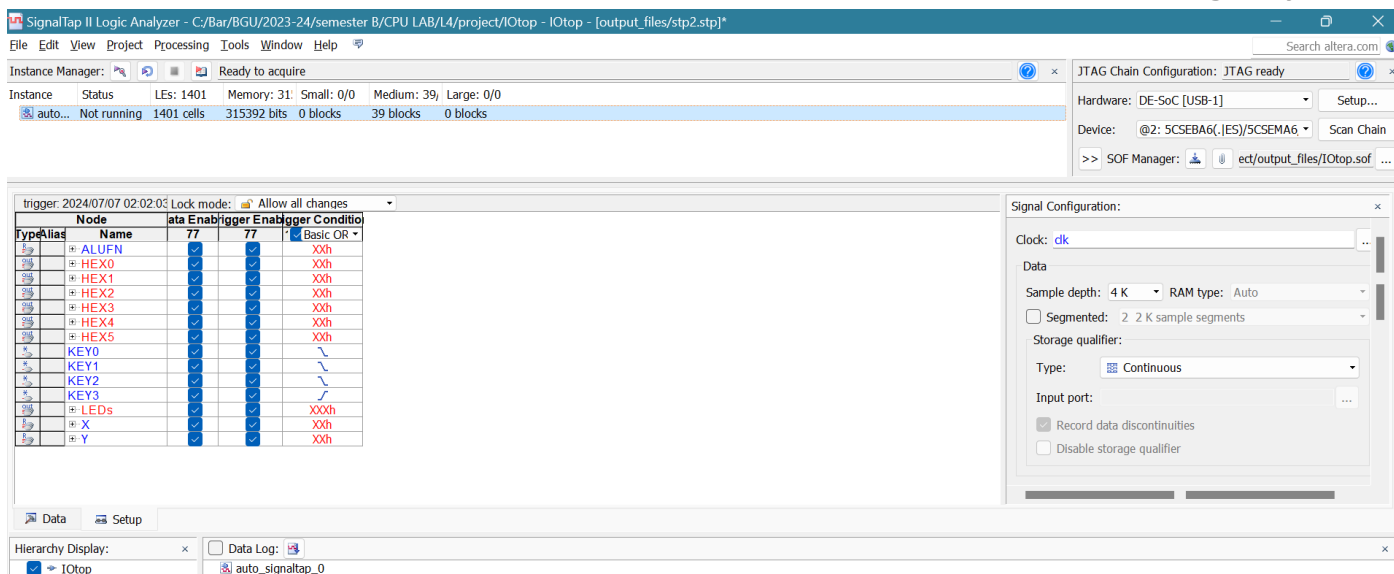 SignalTap II Logic Analyzer - C:/Bar/BGU/2023-24/semester B/CPU LAB/L4/project/IOtop - IOtop - [output_files/stp2.stp]*
File Edit View Project Processing Tools Window Help
Search altera.com
Instance Manager: Ready to acquire
Instance Status LEs: 1401 Memory: 31: Small: 0/0 Medium: 39/ Large: 0/0
auto... Not running 1401 cells 315392 bits 0 blocks 39 blocks 0 blocks
JTAG Chain Configuration: JTAG ready
Hardware: DE-SoC [USB-1] Setup...
Device: @2: 5CSEBA6(.|ES)/5CSEMA6 Scan Chain
>> SOF Manager: ect/output_files/IOtop.sof ...
trigger: 2024/07/07 02:02:03 Lock mode: Allow all changes
Node ata Enab rigger Enab igger Conditio
Type Alias Name 77 77 Basic OR
ALUFN XXh
HEX0 XXh
HEX1 XXh
HEX2 XXh
HEX3 XXh
HEX4 XXh
HEX5 XXh
KEY0
KEY1
KEY2
KEY3
LEDs XXXh
X XXh
Y XXh
Signal Configuration:
Clock: clk ...
Data
Sample depth: 4 K RAM type: Auto
Segmented: 2 2 K sample segments
Storage qualifier:
Type: Continuous
Input port: ...
Record data discontinuities
Disable storage qualifier
Data Setup
Hierarchy Display: Data Log:
IOtop auto_signaltap_0